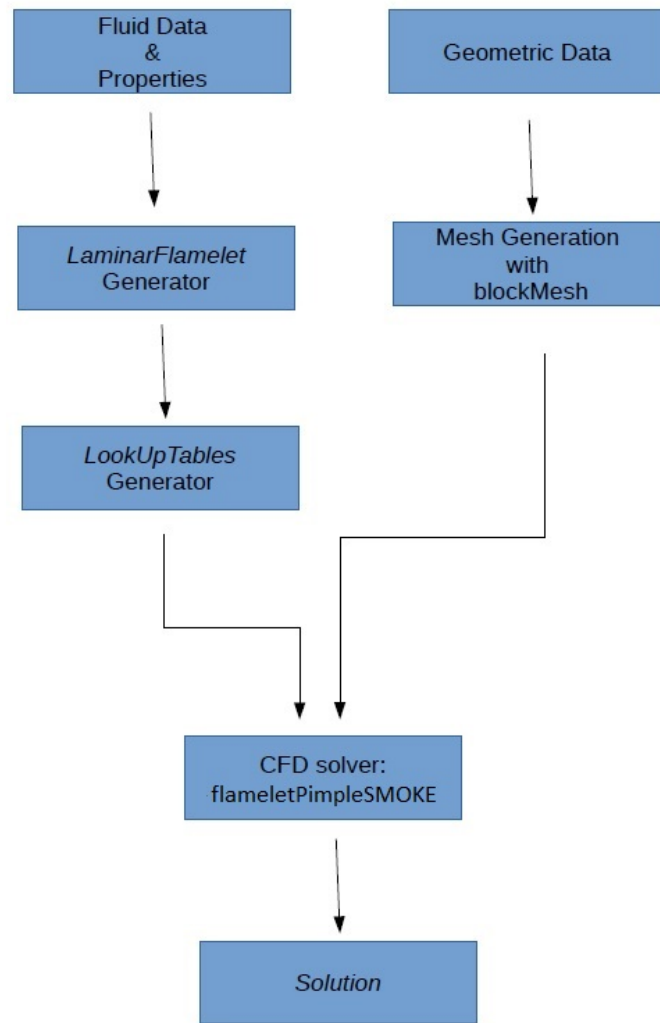 Fluid Data
&
Properties
Geometric Data
LaminarFlamelet
Generator
Mesh Generation
with
blockMesh
LookUpTables
Generator
CFD solver:
flameletPimpleSMOKE
Solution